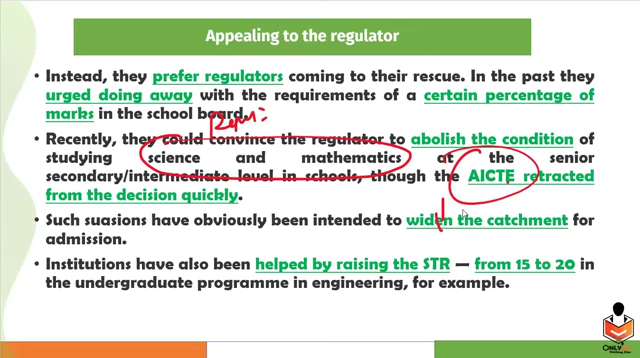 Appealing to the regulator
• Instead, they prefer regulators coming to their rescue. In the past they
urged doing away with the requirements of a certain percentage of
marks in the school board.
• Recently, they could convince the regulator to abolish the condition of
studying science and mathematics at the senior
secondary/intermediate level in schools, though the AICTE retracted
from the decision quickly.
• Such suasions have obviously been intended to widen the catchment for
admission.
• Institutions have also been helped by raising the STR — from 15 to 20 in
the undergraduate programme in engineering, for example.